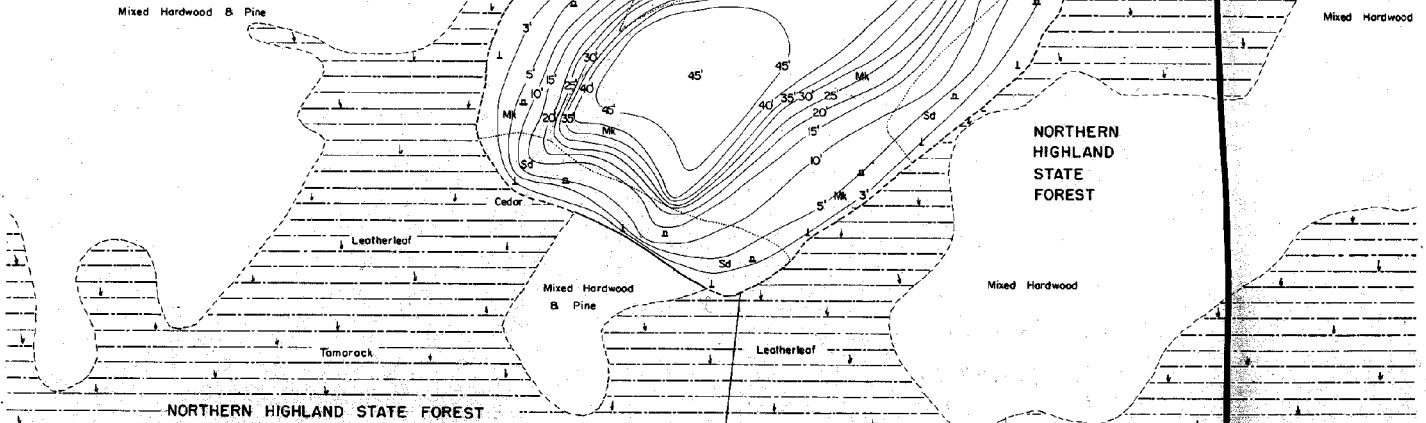 Mixed Hardwood & Pine
Mixed Hardwood
3'
5'
10'
15'
20'
25'
30'
35'
40'
45'
45'
45'
40'
35'
30'
25'
20'
15'
10'
5'
3'
Mk
Mk
Mk
Mk
Sd
Sd
Sd
Cedar
Leatherleaf
Tamarack
Mixed Hardwood
& Pine
Leatherleaf
Mixed Hardwood
NORTHERN
HIGHLAND
STATE
FOREST
NORTHERN HIGHLAND STATE FOREST